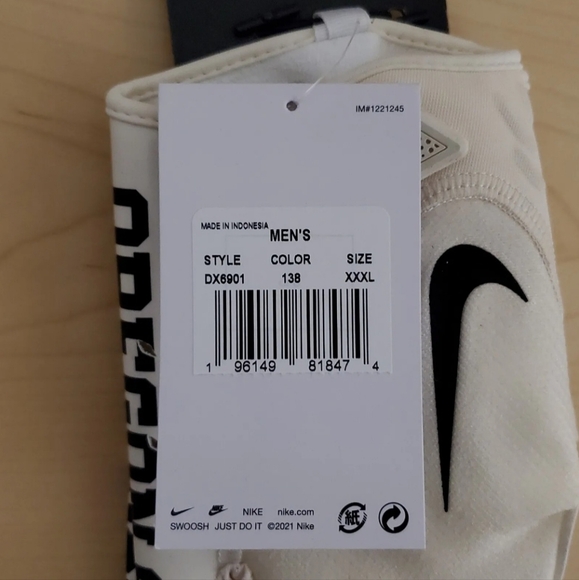 IM#1221245
MADE IN INDONESIA
MEN'S
STYLE COLOR SIZE
DX6901 138 XXXL
1 96149 81847 4
NIKE nike.com
SWOOSH JUST DO IT ©2021 Nike
紙
OREGON